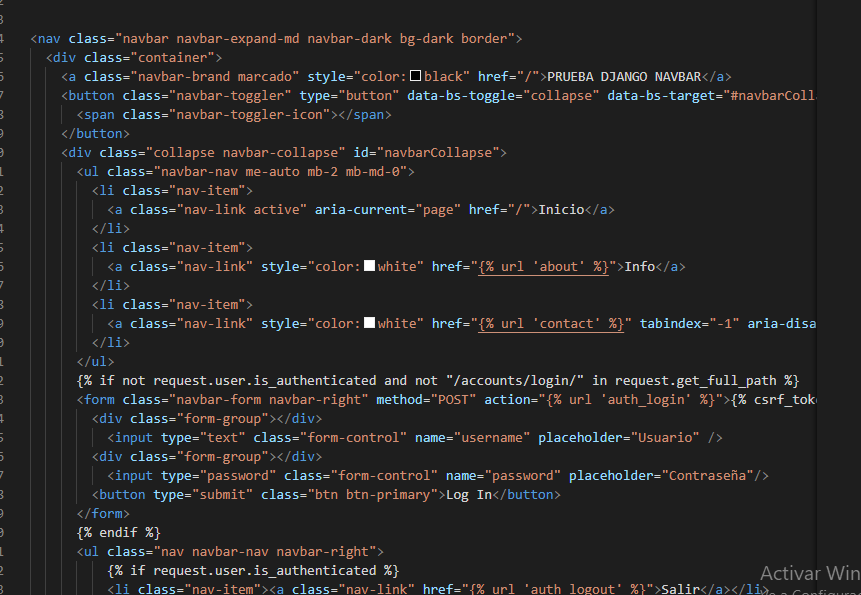 <nav class="navbar navbar-expand-md navbar-dark bg-dark border">
<div class="container">
<a class="navbar-brand marcado" style="color:black" href="/">PRUEBA DJANGO NAVBAR</a>
<button class="navbar-toggler" type="button" data-bs-toggle="collapse" data-bs-target="#navbarColl
<span class="navbar-toggler-icon"></span>
</button>
<div class="collapse navbar-collapse" id="navbarCollapse">
<ul class="navbar-nav me-auto mb-2 mb-md-0">
<li class="nav-item">
<a class="nav-link active" aria-current="page" href="/">Inicio</a>
</li>
<li class="nav-item">
<a class="nav-link" style="color:white" href="{% url 'about' %}">Info</a>
</li>
<li class="nav-item">
<a class="nav-link" style="color:white" href="{% url 'contact' %}" tabindex="-1" aria-disa
</li>
</ul>
{% if not request.user.is_authenticated and not "/accounts/login/" in request.get_full_path %}
<form class="navbar-form navbar-right" method="POST" action="{% url 'auth_login' %}">{% csrf_tok
<div class="form-group"></div>
<input type="text" class="form-control" name="username" placeholder="Usuario" />
<div class="form-group"></div>
<input type="password" class="form-control" name="password" placeholder="Contraseña"/>
<button type="submit" class="btn btn-primary">Log In</button>
</form>
{% endif %}
<ul class="nav navbar-nav navbar-right">
{% if request.user.is_authenticated %}
Activar Win
<li class="nav-item"><a class="nav-link" href="{% url 'auth_logout' %}">Salir</a></li>